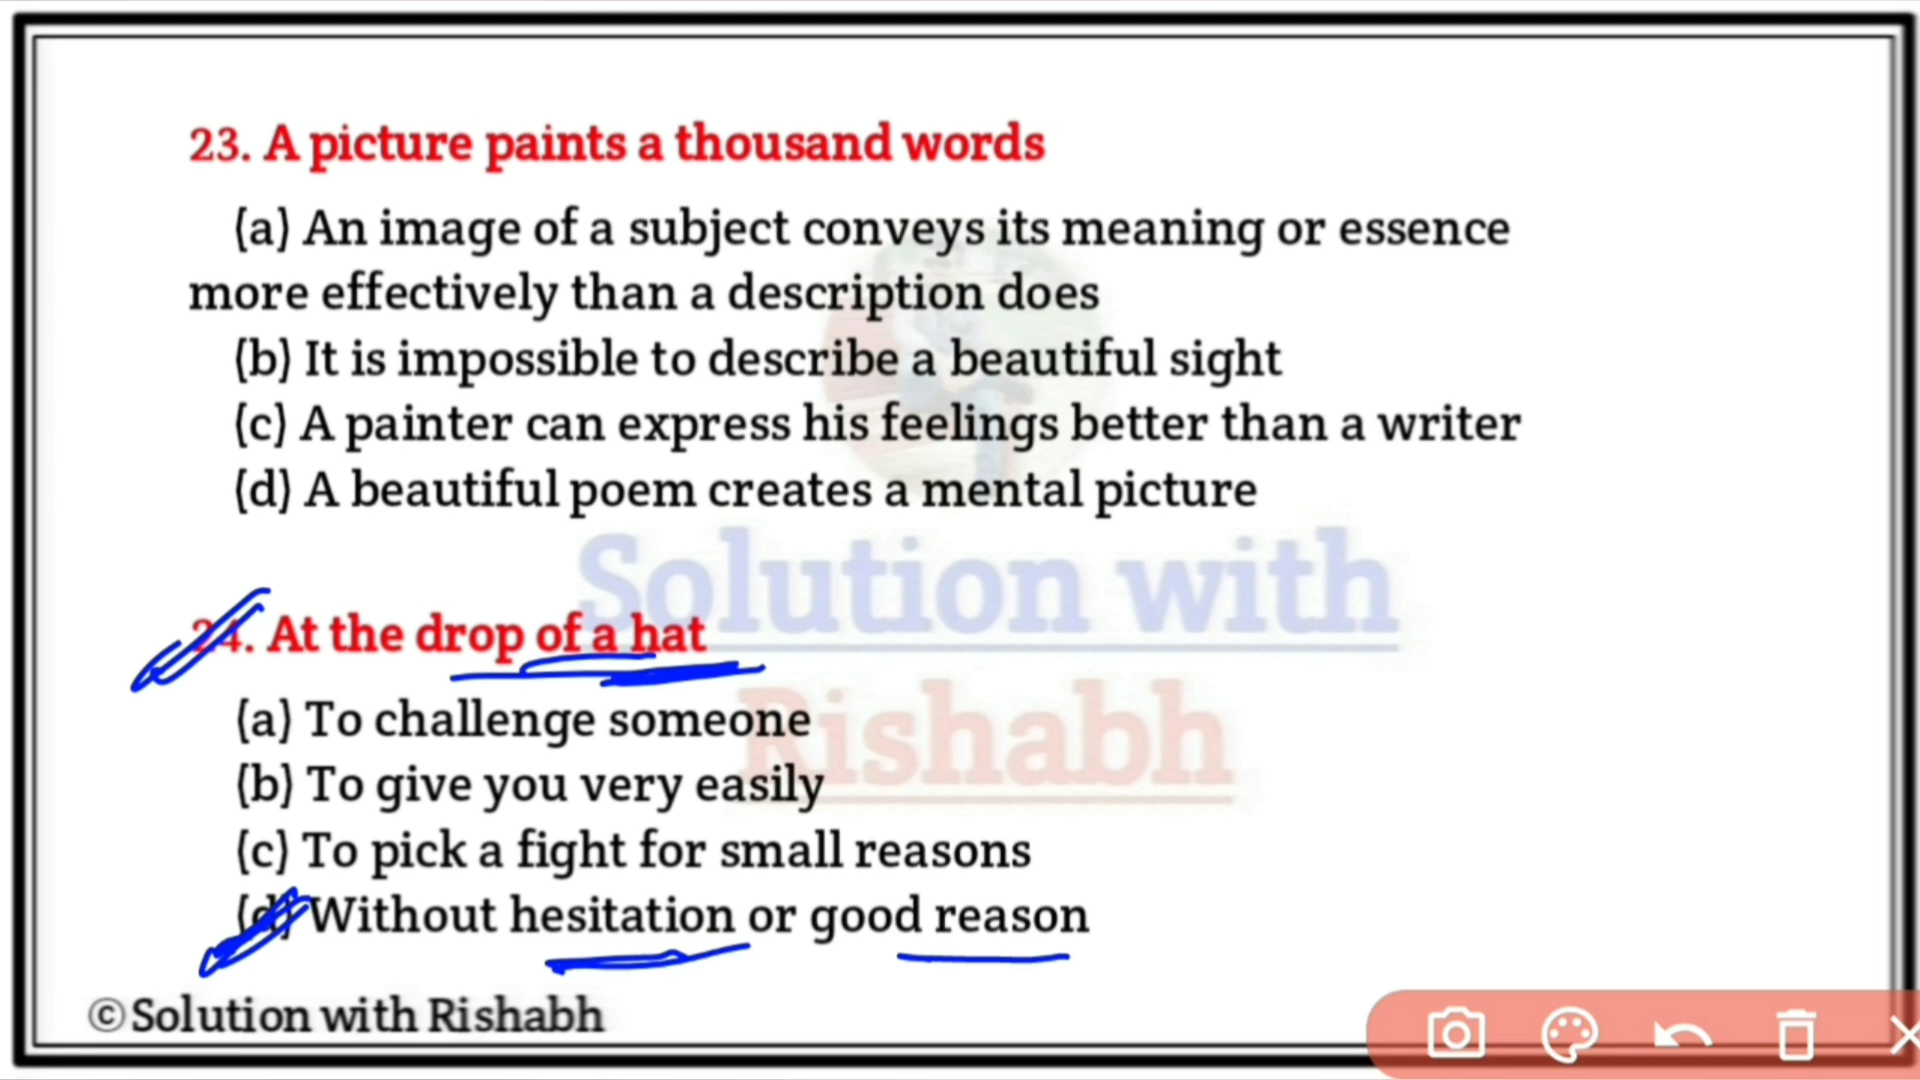 23. A picture paints a thousand words
(a) An image of a subject conveys its meaning or essence
more effectively than a description does
(b) It is impossible to describe a beautiful sight
(c) A painter can express his feelings better than a writer
(d) A beautiful poem creates a mental picture
Solution with
24. At the drop of a hat
Rishabh
(a) To challenge someone
(b) To give you very easily
(c) To pick a fight for small reasons
(d) Without hesitation or good reason
©Solution with Rishabh